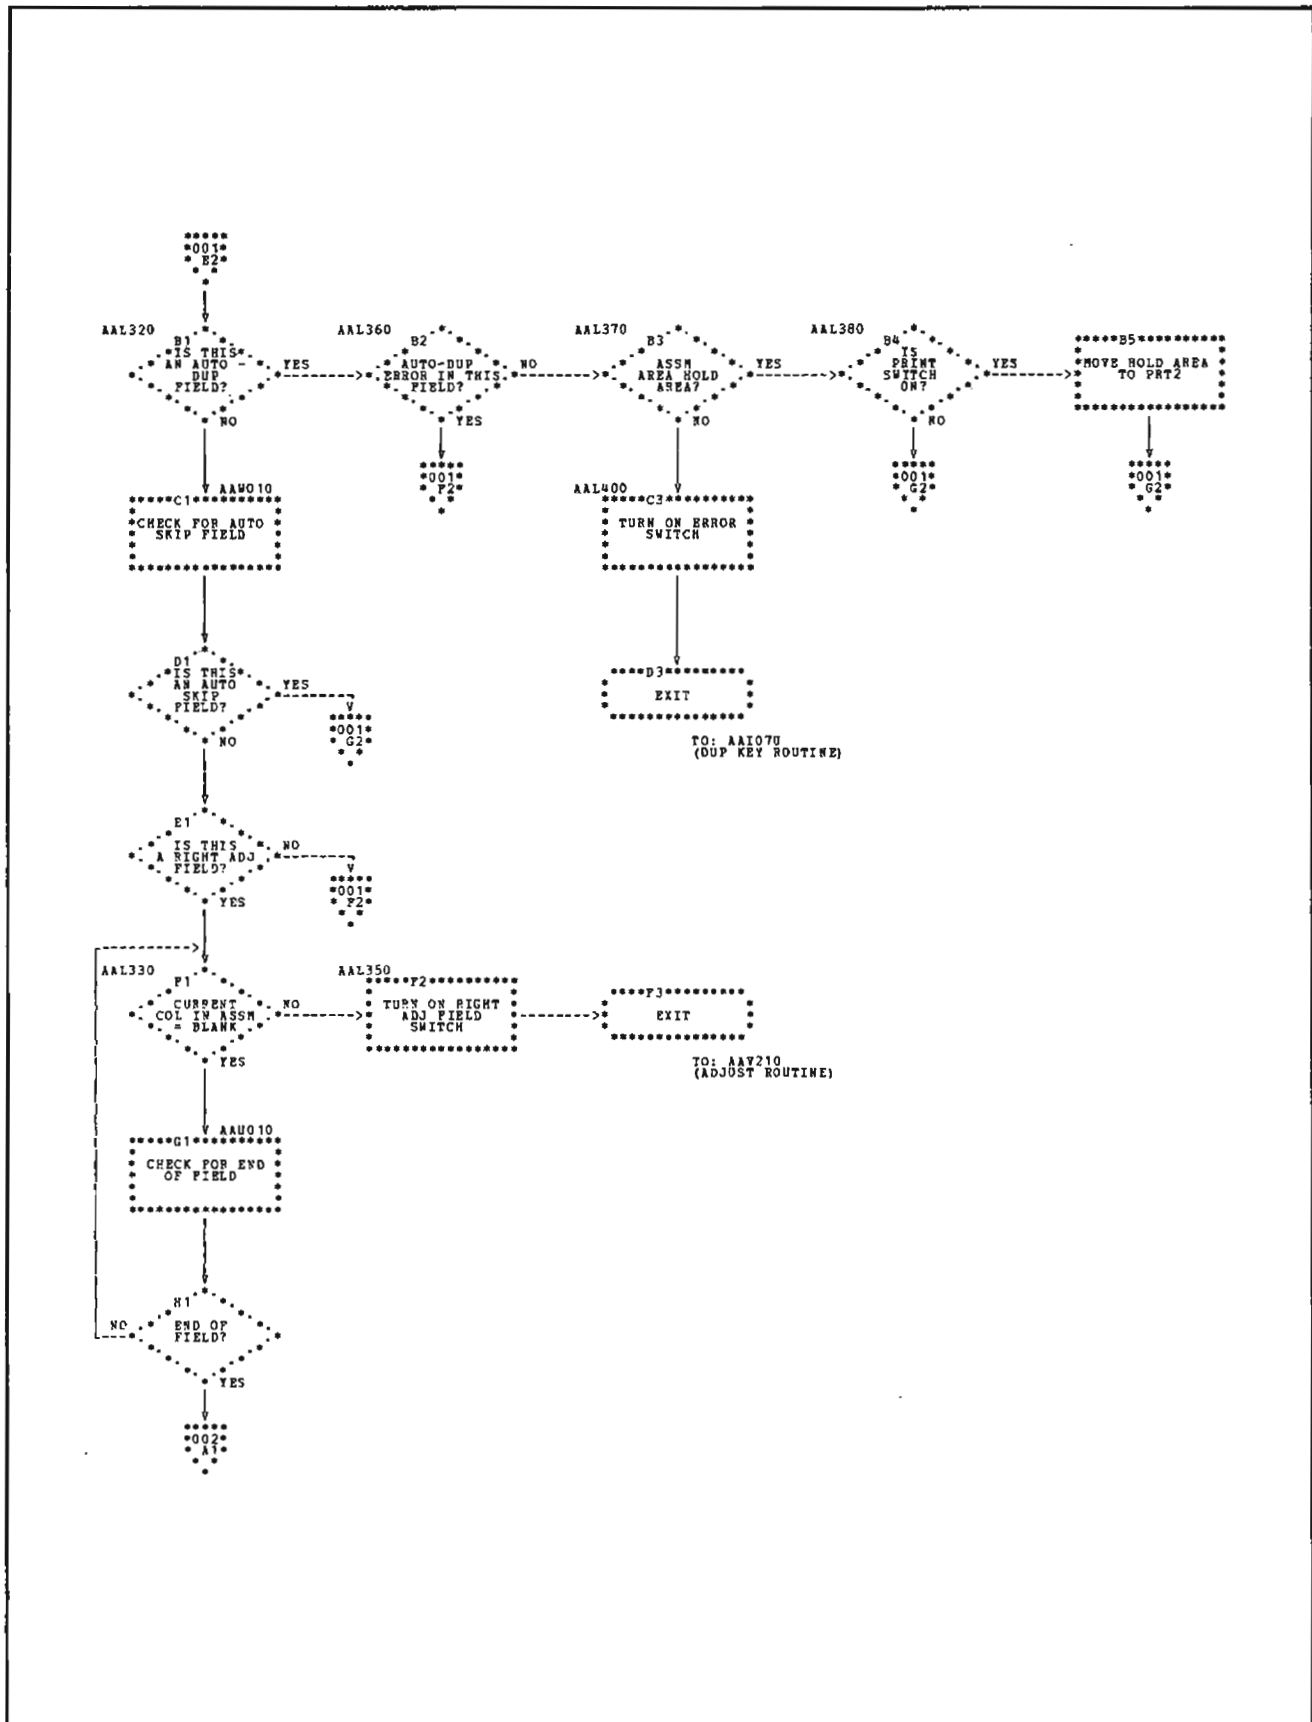 001
E2
AAL320
B1
IS THIS
AN AUTO -
DUP
FIELD?
YES
NO
AAL360
B2
AUTO-DUP
ERROR IN THIS
FIELD?
NO
YES
AAL370
B3
ASSM
AREA HOLD
AREA?
YES
NO
AAL380
B4
IS
PRINT
SWITCH
ON?
YES
NO
B5
MOVE HOLD AREA
TO PRT2
001
F2
001
G2
001
G2
AAW010
C1
CHECK FOR AUTO
SKIP FIELD
AAL400
C3
TURN ON ERROR
SWITCH
D1
IS THIS
AN AUTO
SKIP
FIELD?
YES
NO
001
G2
D3
EXIT
TO: AAI070
(DUP KEY ROUTINE)
E1
IS THIS
A RIGHT ADJ
FIELD?
NO
YES
001
F2
AAL330
F1
CURRENT
COL IN ASSM
= BLANK
NO
YES
AAL350
F2
TURN ON RIGHT
ADJ FIELD
SWITCH
F3
EXIT
TO: AAV210
(ADJUST ROUTINE)
AAU010
G1
CHECK FOR END
OF FIELD
H1
END OF
FIELD?
NO
YES
002
A1